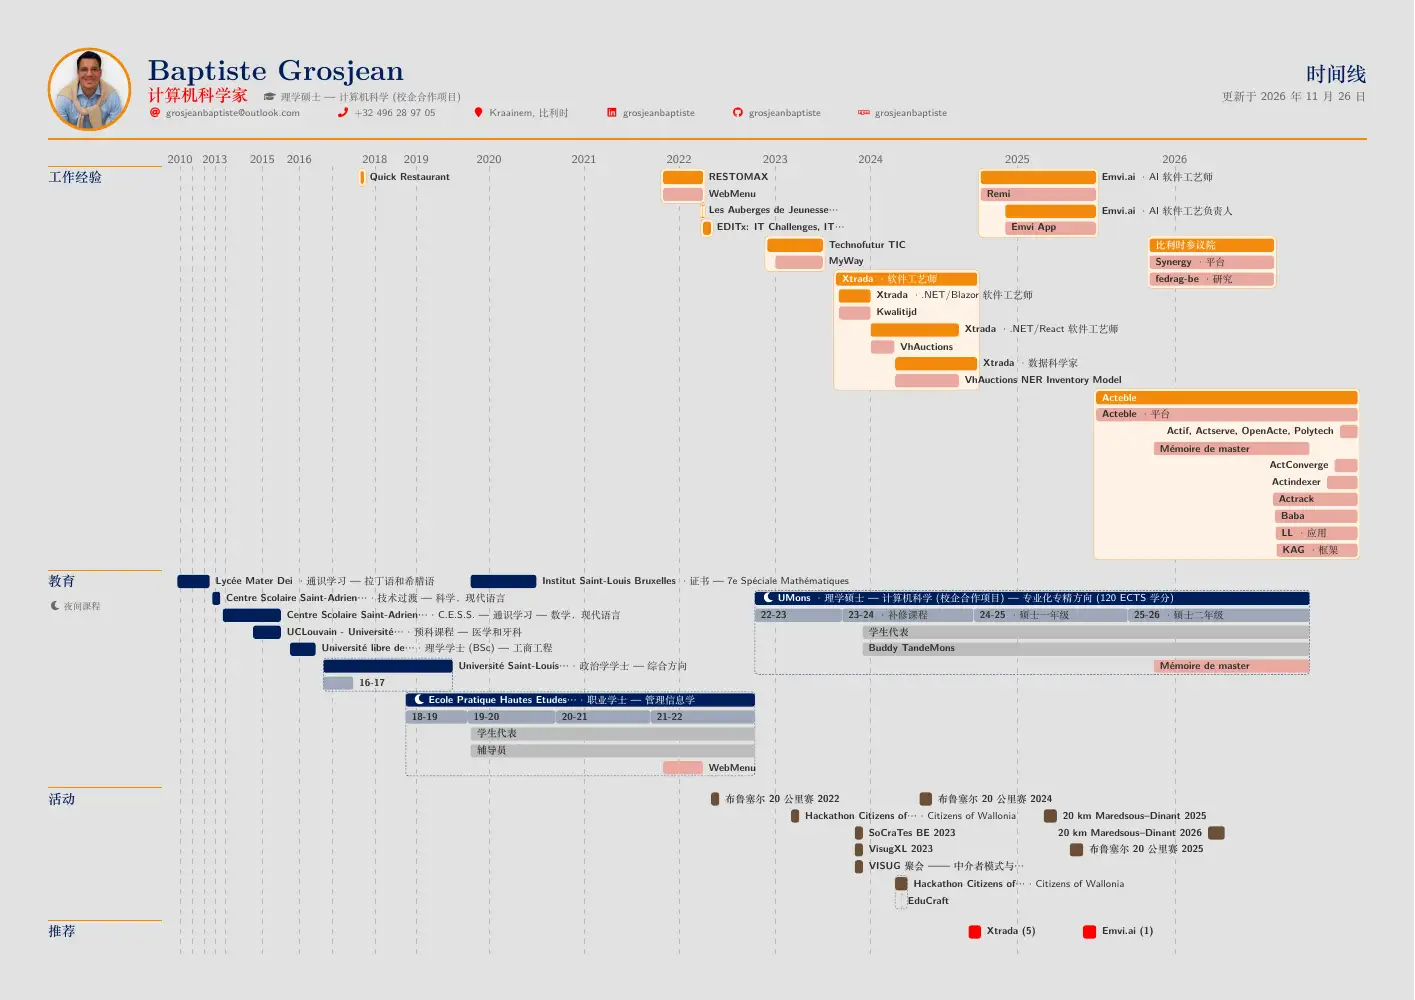 Baptiste Grosjean
时间线
计算机科学家 理学硕士 — 计算机科学 (校企合作项目)
更新于 2026 年 11 月 26 日
grosjeanbaptiste@outlook.com +32 496 28 97 05 Kraainem, 比利时 grosjeanbaptiste grosjeanbaptiste grosjeanbaptiste
2010 2013 2015 2016 2018 2019 2020 2021 2022 2023 2024 2025 2026
工作经验
Quick Restaurant
RESTOMAX
Emvi.ai · AI 软件工艺师
WebMenu
Remi
Les Auberges de Jeunesse…
Emvi.ai · AI 软件工艺负责人
EDITx: IT Challenges, IT…
Emvi App
Technofutur TIC
比利时参议院
MyWay
Synergy · 平台
Xtrada · 软件工艺师
fedrag-be · 研究
Xtrada · .NET/Blazor 软件工艺师
Kwalitijd
Xtrada · .NET/React 软件工艺师
VhAuctions
Xtrada · 数据科学家
VhAuctions NER Inventory Model
Acteble
Acteble · 平台
Actif, Actserve, OpenActe, Polytech
Mémoire de master
ActConverge
Actindexer
Actrack
Baba
LL · 应用
KAG · 框架
教育
Lycée Mater Dei · 通识学习 — 拉丁语和希腊语
Institut Saint-Louis Bruxelles · 证书 — 7e Spéciale Mathématiques
夜间课程
Centre Scolaire Saint-Adrien… · 技术过渡 — 科学、现代语言
UMons · 理学硕士 — 计算机科学 (校企合作项目) — 专业化专精方向 (120 ECTS 学分)
Centre Scolaire Saint-Adrien… · C.E.S.S. — 通识学习 — 数学、现代语言
22-23 23-24 · 补修课程 24-25 · 硕士一年级 25-26 · 硕士二年级
UCLouvain - Université… · 预科课程 — 医学和牙科
学生代表
Université libre de… · 理学学士 (BSc) — 工商工程
Buddy TandeMons
Université Saint-Louis… · 政治学学士 — 综合方向
Mémoire de master
16-17
Ecole Pratique Hautes Etudes… · 职业学士 — 管理信息学
18-19 19-20 20-21 21-22
学生代表
辅导员
WebMenu
活动
布鲁塞尔 20 公里赛 2022
布鲁塞尔 20 公里赛 2024
Hackathon Citizens of… · Citizens of Wallonia
20 km Maredsous–Dinant 2025
SoCraTes BE 2023
20 km Maredsous–Dinant 2026
VisugXL 2023
布鲁塞尔 20 公里赛 2025
VISUG 聚会 —— 中介者模式与…
Hackathon Citizens of… · Citizens of Wallonia
EduCraft
推荐
Xtrada (5)
Emvi.ai (1)